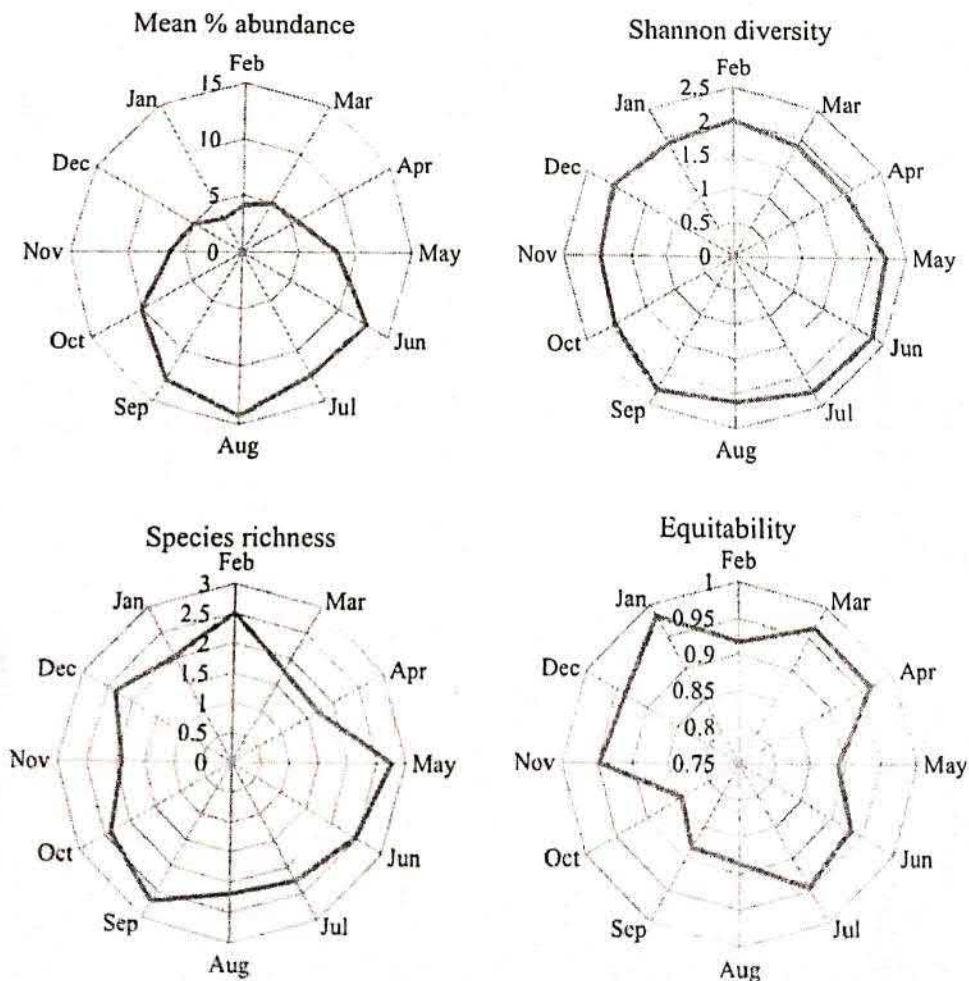 Mean % abundance
Feb
15
Jan
Mar
10
Dec
Apr
5
Nov
0
May
Oct
Jun
Sep
Jul
Aug
Shannon diversity
Feb
2,5
Jan
Mar
2
Dec
1.5
Apr
1
0.5
Nov
0
May
Oct
Jun
Sep
Jul
Aug
Species richness
Feb
3
Jan
2.5
Mar
2
Dec
1.5
Apr
1
0.5
Nov
0
May
Oct
Jun
Sep
Jul
Aug
Equitability
Feb
1
Jan
0.95
Mar
0.9
Dec
0.85
Apr
0.8
Nov
0.75
May
Oct
Jun
Sep
Jul
Aug